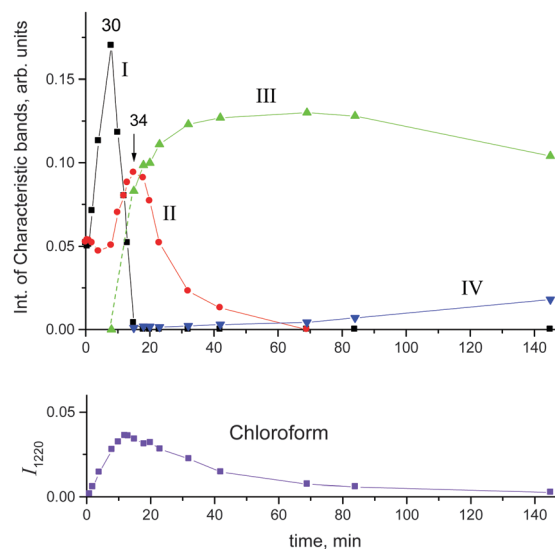 30
I
III
34
II
IV
Int. of Characteristic bands, arb. units
0.15
0.10
0.05
0.00
0 20 40 60 80 100 120 140
Chloroform
I1220
0.05
0.00
0 20 40 60 80 100 120 140
time, min